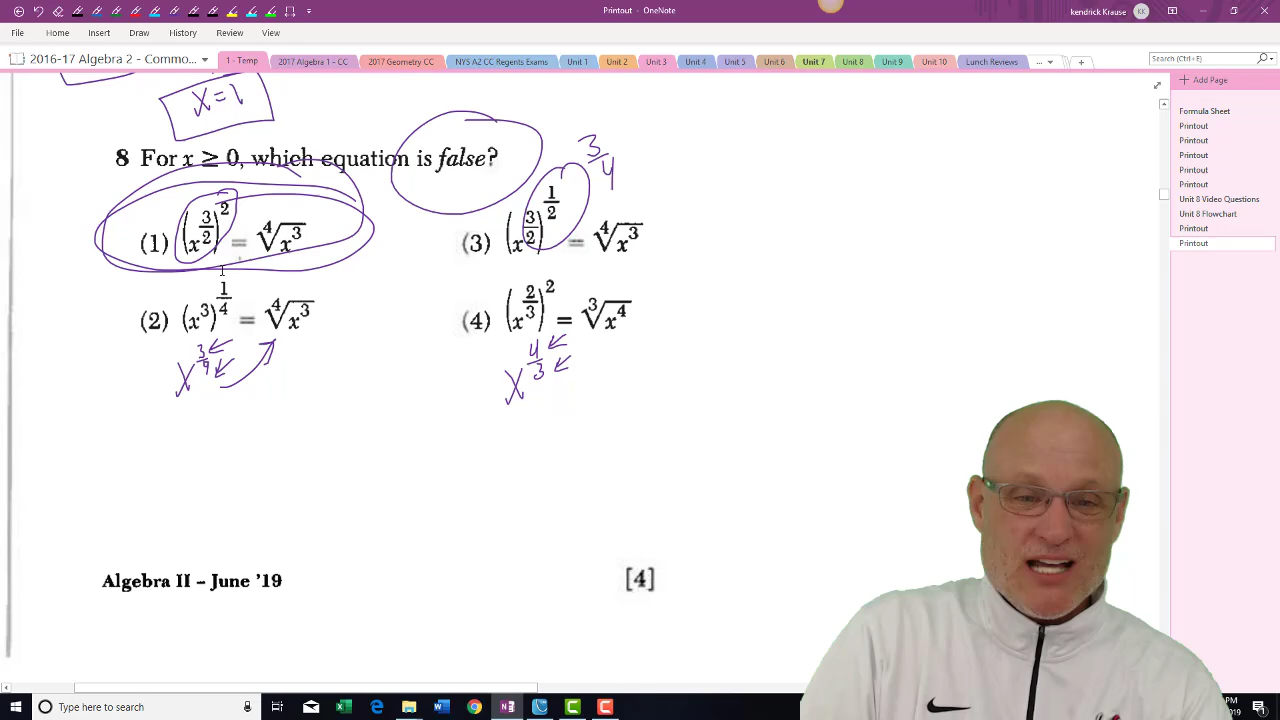 Printout - OneNote
kendrick Krause KK
File Home Insert Draw History Review View
2016-17 Algebra 2 - Commo... 1 - Temp 2017 Algebra 1 - CC 2017 Geometry CC NYS A2 CC Regents Exams Unit 1 Unit 2 Unit 3 Unit 4 Unit 5 Unit 6 Unit 7 Unit 8 Unit 9 Unit 10 Lunch Reviews ... Search (Ctrl+E)
Add Page
Formula Sheet
Printout
Printout
Printout
Printout
Printout
Unit 8 Video Questions
Unit 8 Flowchart
Printout
Printout
x=1
8 For x ≥ 0, which equation is false?
3/4
(1) (x^(3/2))^2 = ∜x³
(3) (x^(3/2))^(1/2) = ∜x³
(2) (x³)^(1/4) = ∜x³
(4) (x^(2/3))^2 = ∛x⁴
x^(3/4)
x^(4/3)
Algebra II – June '19 [4]
Type here to search